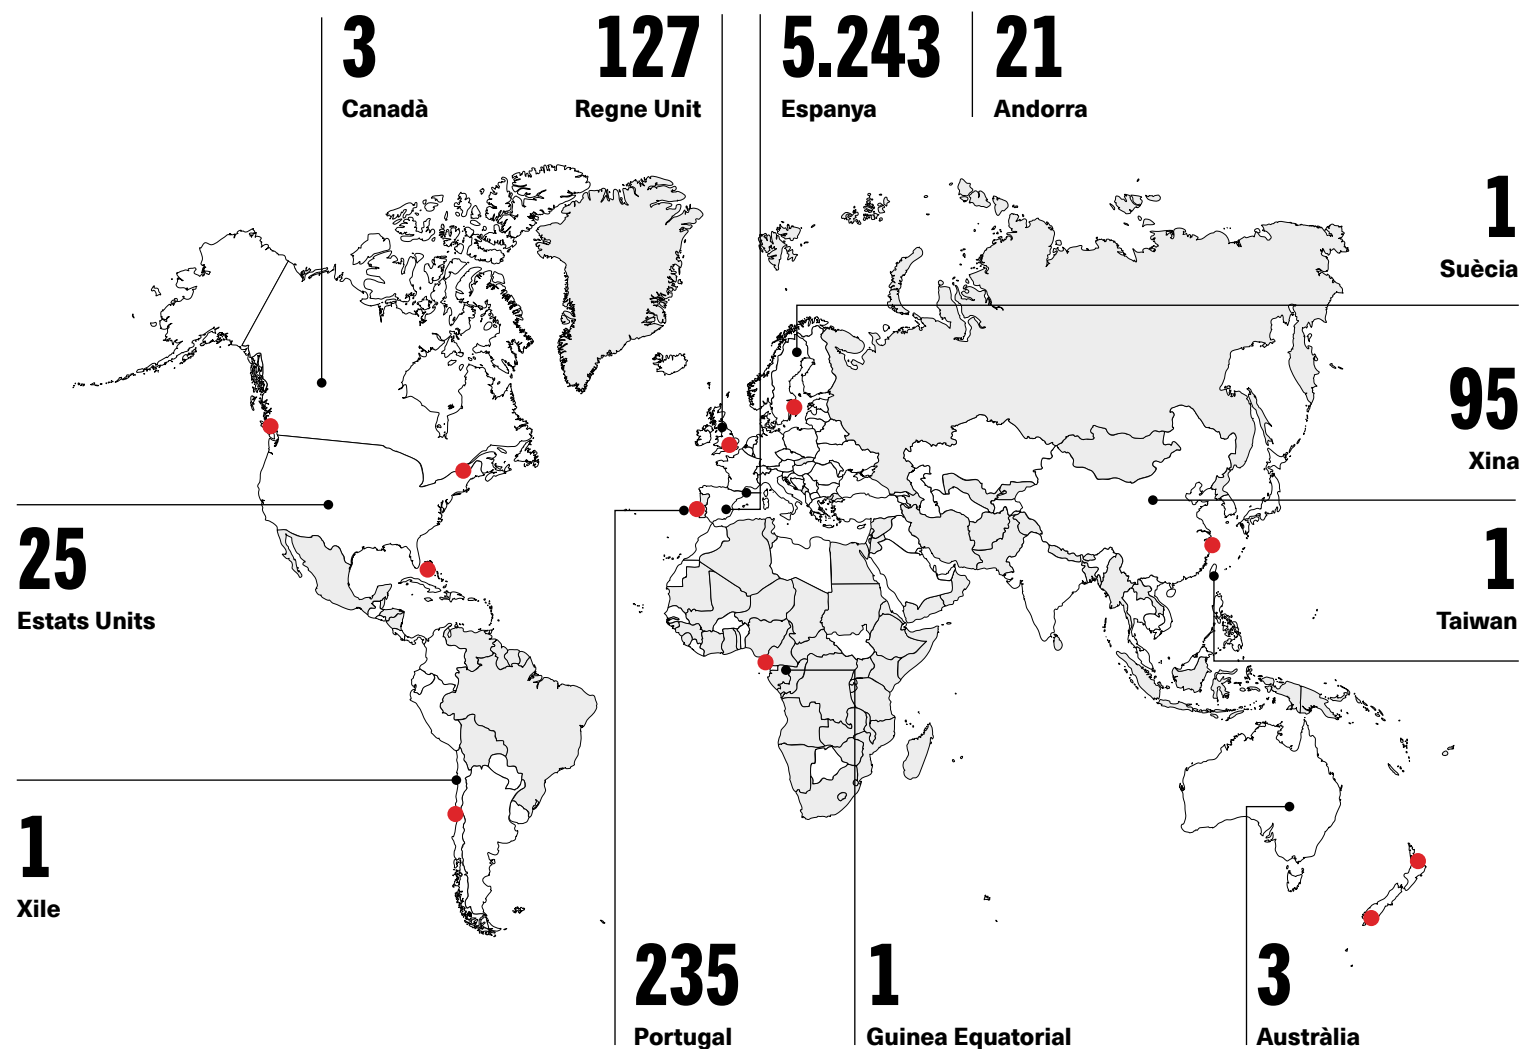 3
Canadà
127
Regne Unit
5.243
Espanya
21
Andorra
1
Suècia
95
Xina
25
Estats Units
1
Taiwan
1
Xile
235
Portugal
1
Guinea Equatorial
3
Austràlia